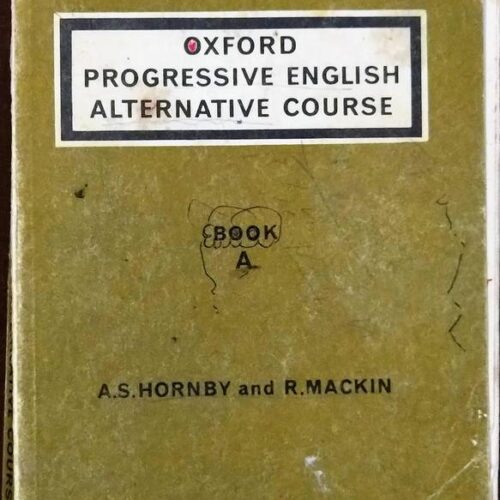 OXFORD
PROGRESSIVE ENGLISH
ALTERNATIVE COURSE
BOOK
A
A.S.HORNBY and R.MACKIN